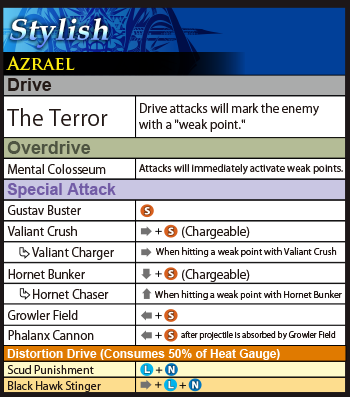 Stylish
AZRAEL
Drive
The Terror
Drive attacks will mark the enemy
with a "weak point."
Overdrive
Mental Colosseum
Attacks will immediately activate weak points.
Special Attack
Gustav Buster S
Valiant Crush ➡ + S (Chargeable)
Valiant Charger ➡ When hitting a weak point with Valiant Crush
Hornet Bunker ⬇ + S (Chargeable)
Hornet Chaser ⬆ When hitting a weak point with Hornet Bunker
Growler Field ⬅ + S
Phalanx Cannon ⬅ + S after projectile is absorbed by Growler Field
Distortion Drive (Consumes 50% of Heat Gauge)
Scud Punishment L + N
Black Hawk Stinger ➡ + L + N